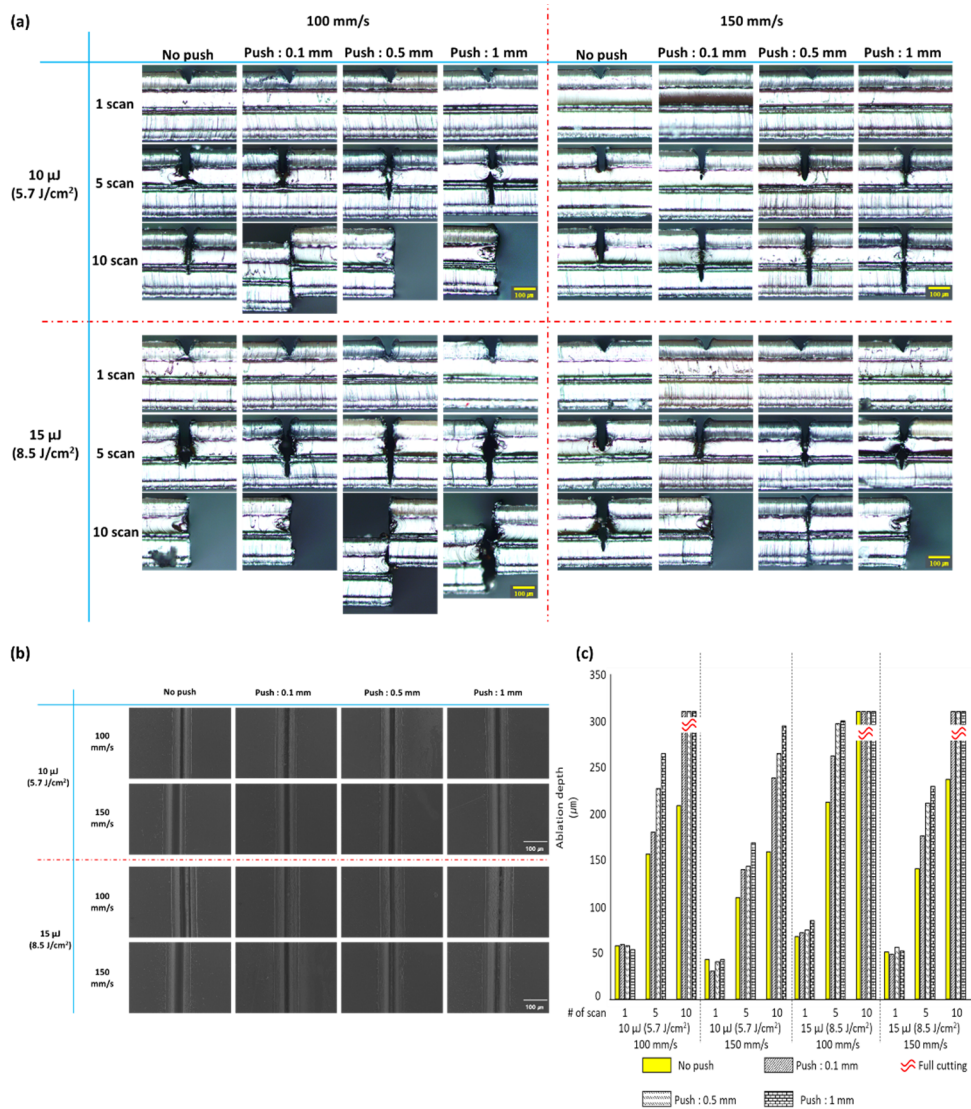 (a)
100 mm/s
150 mm/s
No push
Push : 0.1 mm
Push : 0.5 mm
Push : 1 mm
No push
Push : 0.1 mm
Push : 0.5 mm
Push : 1 mm
1 scan
10 μJ
(5.7 J/cm²)
5 scan
10 scan
100 μm
100 μm
1 scan
15 μJ
(8.5 J/cm²)
5 scan
10 scan
100 μm
100 μm
(b)
No push
Push : 0.1 mm
Push : 0.5 mm
Push : 1 mm
10 μJ
(5.7 J/cm²)
100
mm/s
150
mm/s
100 μm
15 μJ
(8.5 J/cm²)
100
mm/s
150
mm/s
100 μm
(c)
Ablation depth
(μm)
350
300
250
200
150
100
50
0
# of scan
1 5 10 1 5 10 1 5 10 1 5 10
10 μJ (5.7 J/cm²) 10 μJ (5.7 J/cm²) 15 μJ (8.5 J/cm²) 15 μJ (8.5 J/cm²)
100 mm/s 150 mm/s 100 mm/s 150 mm/s
No push
Push : 0.1 mm
Full cutting
Push : 0.5 mm
Push : 1 mm